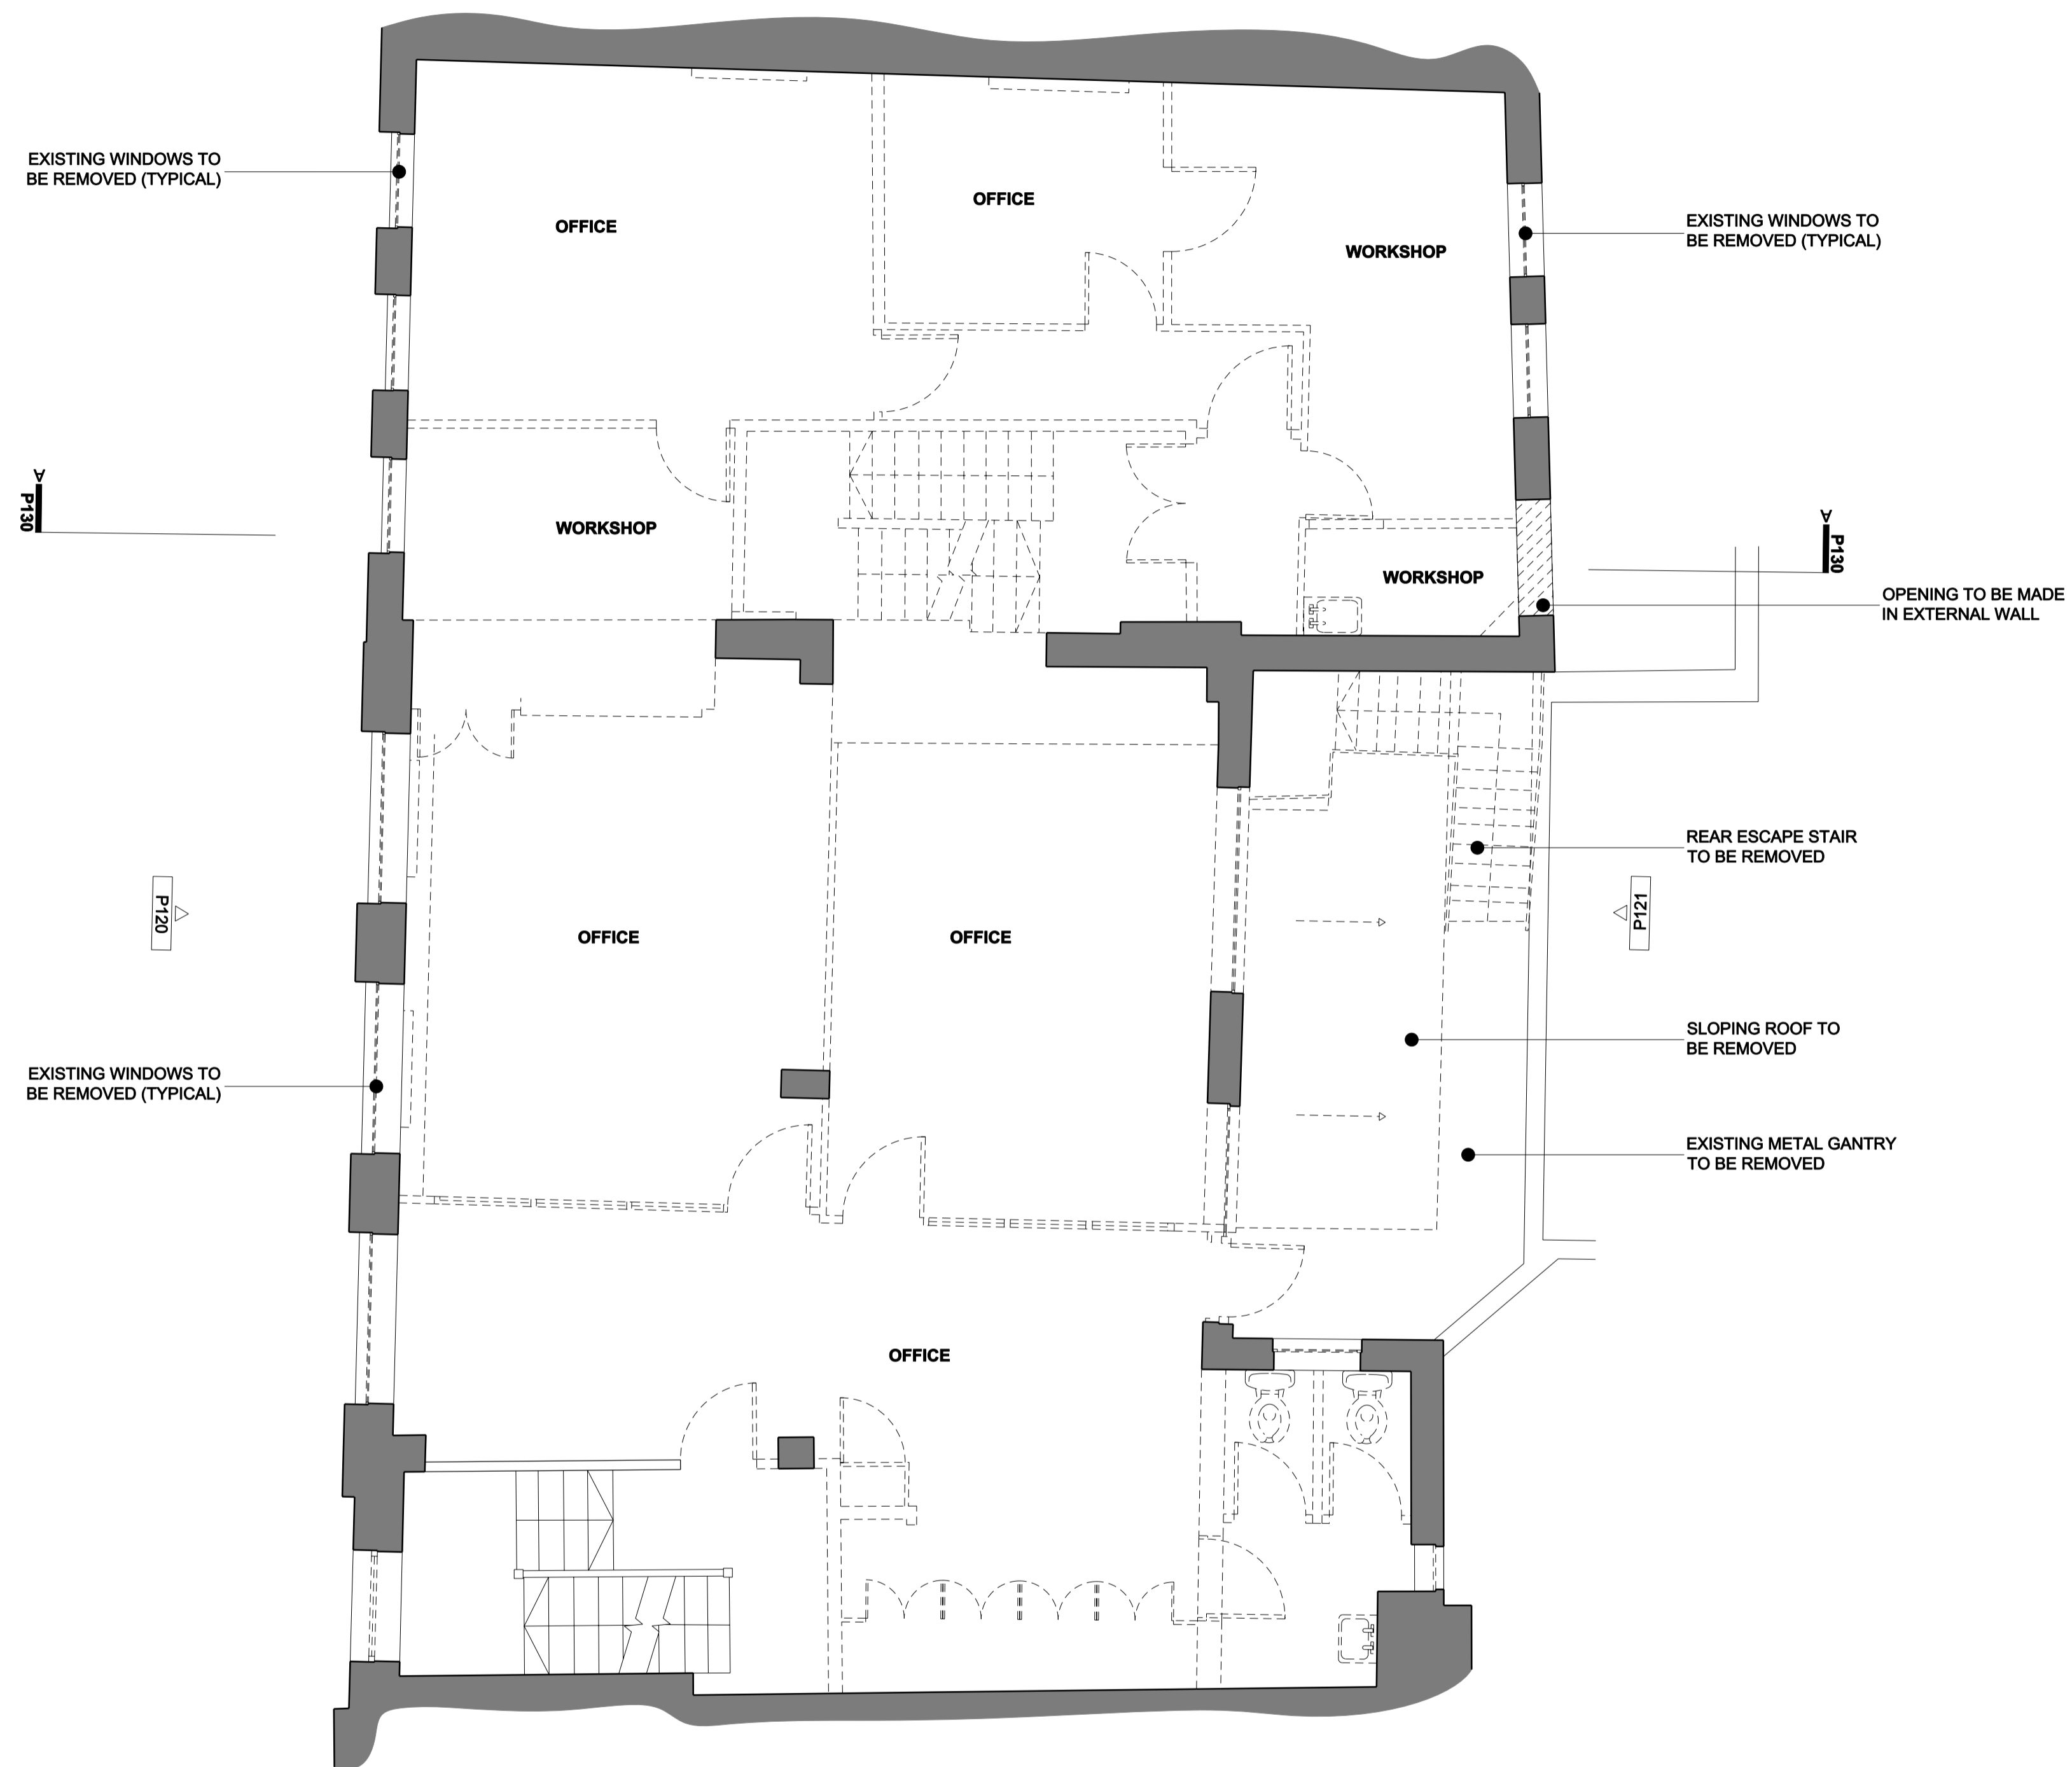 EXISTING WINDOWS TO
BE REMOVED (TYPICAL)
OFFICE
OFFICE
WORKSHOP
EXISTING WINDOWS TO
BE REMOVED (TYPICAL)
A
P130
WORKSHOP
WORKSHOP
A
P130
OPENING TO BE MADE
IN EXTERNAL WALL
REAR ESCAPE STAIR
TO BE REMOVED
P120
OFFICE
OFFICE
P121
SLOPING ROOF TO
BE REMOVED
EXISTING WINDOWS TO
BE REMOVED (TYPICAL)
EXISTING METAL GANTRY
TO BE REMOVED
OFFICE